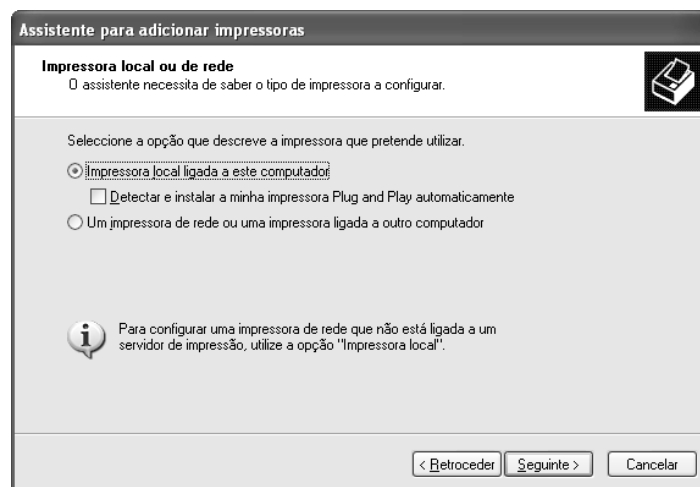 Assistente para adicionar impressoras
Impressora local ou de rede
O assistente necessita de saber o tipo de impressora a configurar.
Seleccione a opção que descreve a impressora que pretende utilizar.
Impressora local ligada a este computador
Detectar e instalar a minha impressora Plug and Play automaticamente
Um impressora de rede ou uma impressora ligada a outro computador
Para configurar uma impressora de rede que não está ligada a um
servidor de impressão, utilize a opção "Impressora local".
< Retroceder Seguinte > Cancelar